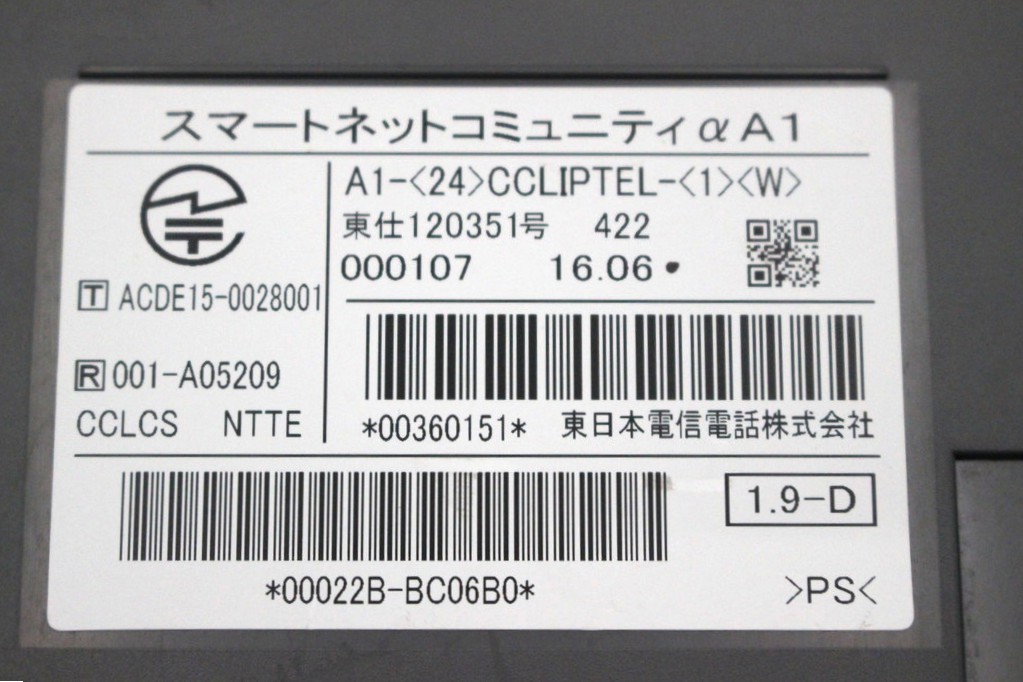 スマートネットコミュニティαA1
A1-<24>CCLIPTEL-<1><W>
東仕120351号 422
000107 16.06
T ACDE15-0028001
R 001-A05209
CCLCS NTTE
*00360151* 東日本電信電話株式会社
1.9-D
*00022B-BC06B0*
>PS<